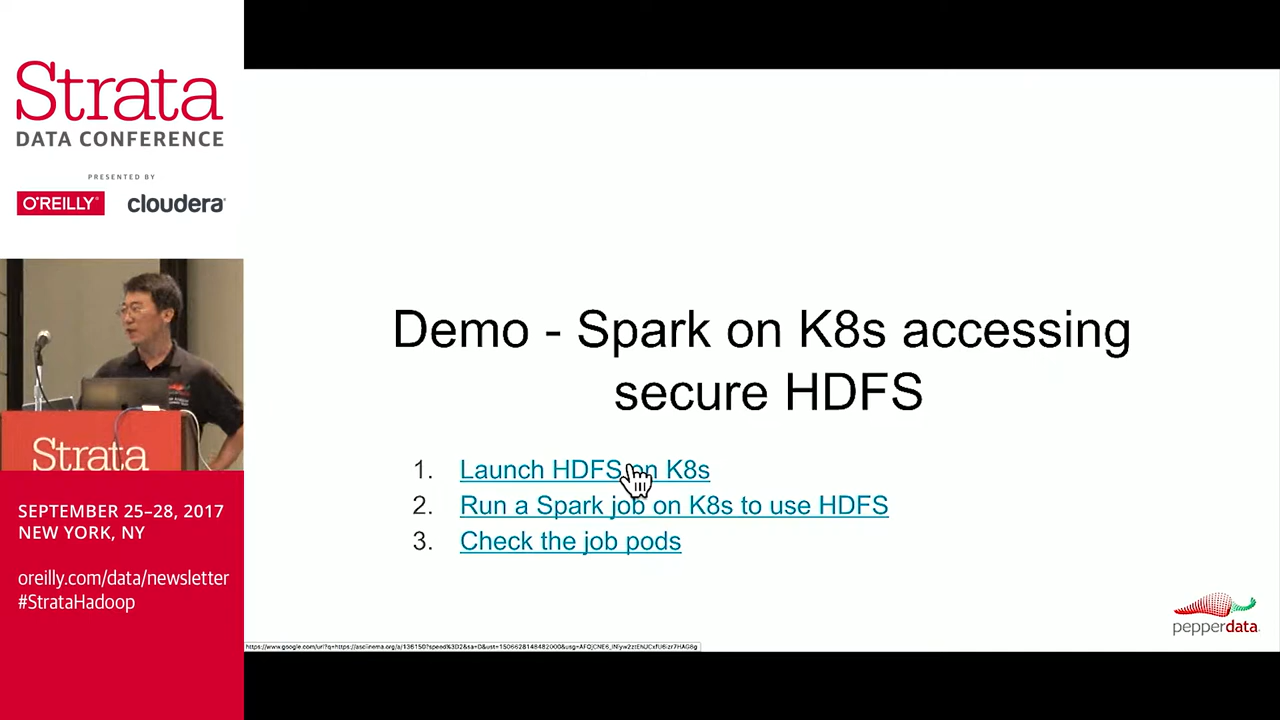 Strata
DATA CONFERENCE
PRESENTED BY
O'REILLY®
cloudera®
Strata
SEPTEMBER 25–28, 2017
NEW YORK, NY
oreilly.com/data/newsletter
#StrataHadoop
Demo - Spark on K8s accessing
secure HDFS
1. Launch HDFS on K8s
2. Run a Spark job on K8s to use HDFS
3. Check the job pods
pepperdata